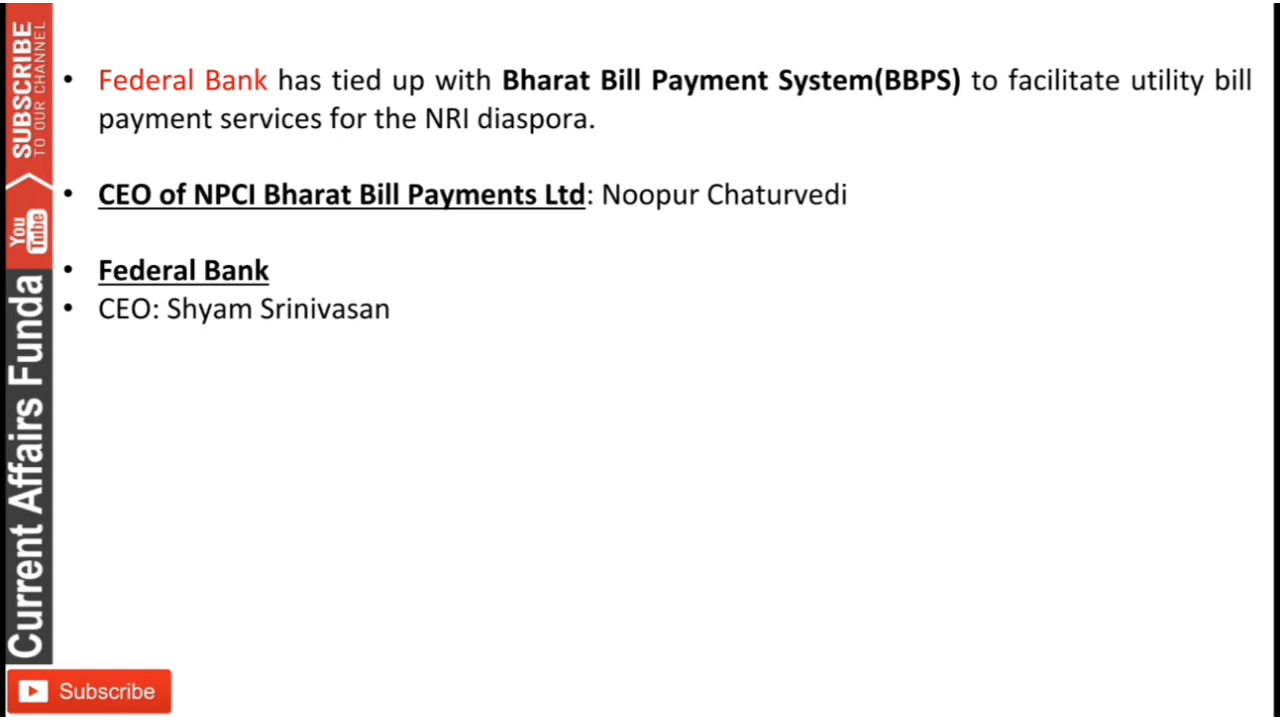 SUBSCRIBE
TO OUR CHANNEL
You
Tube
Current Affairs Funda
• Federal Bank has tied up with Bharat Bill Payment System(BBPS) to facilitate utility bill
payment services for the NRI diaspora.
• CEO of NPCI Bharat Bill Payments Ltd: Noopur Chaturvedi
• Federal Bank
• CEO: Shyam Srinivasan
Subscribe